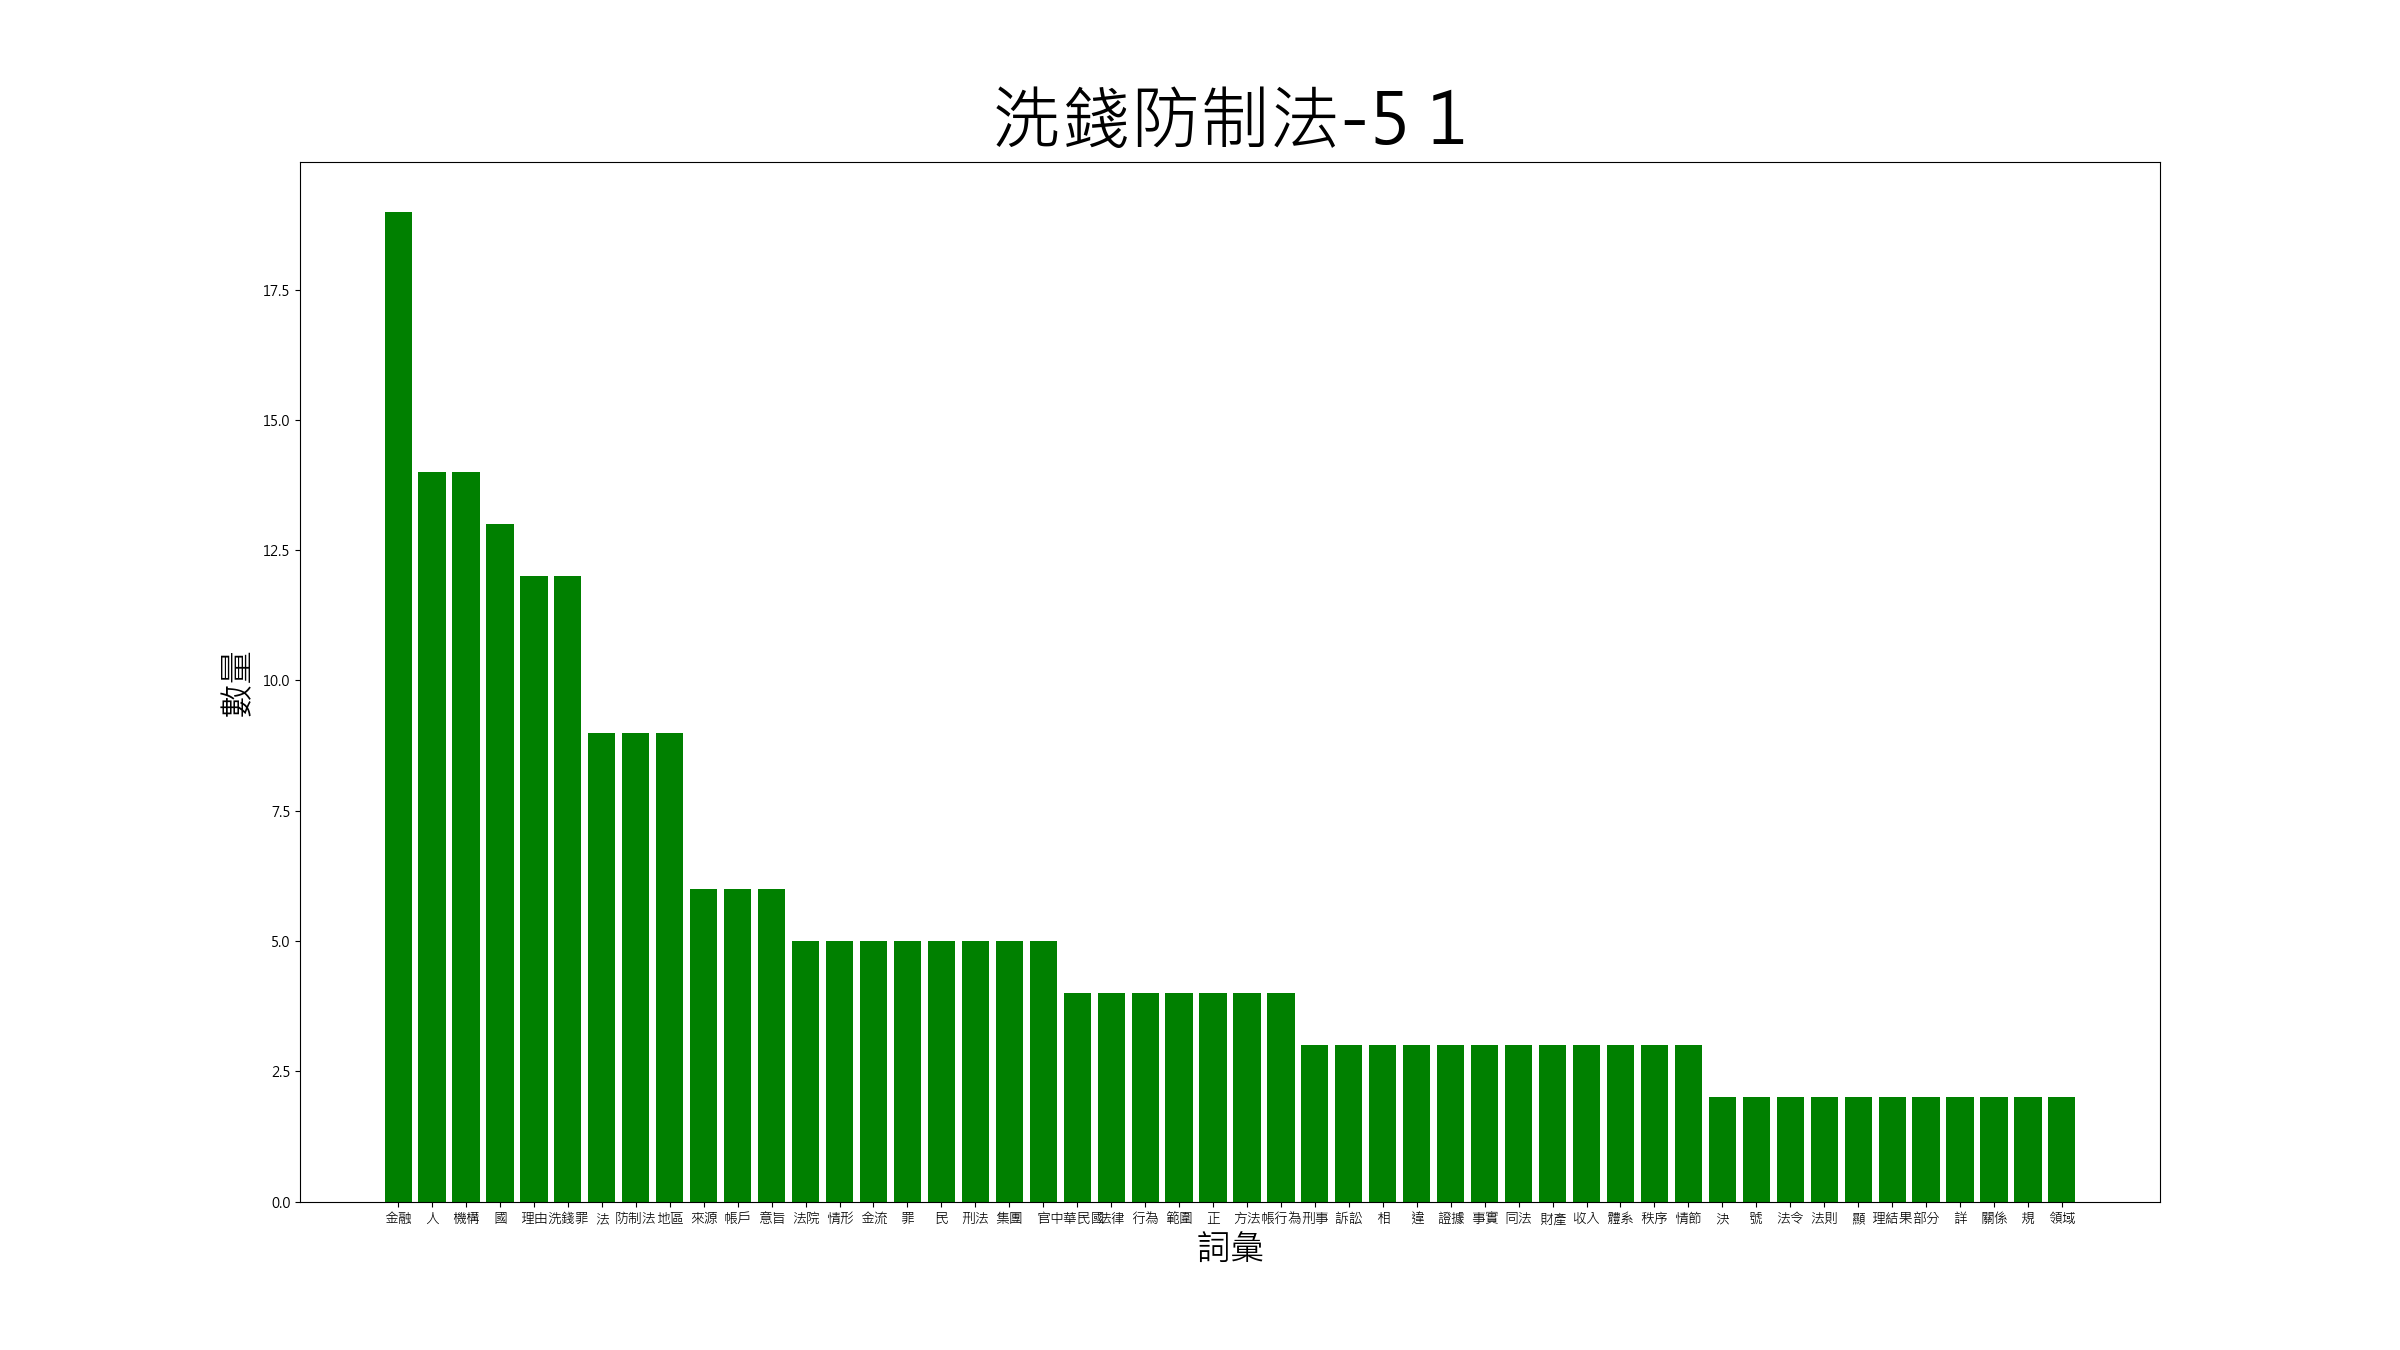 洗錢防制法-5 1
數量
17.5
15.0
12.5
10.0
7.5
5.0
2.5
0.0
金融 人 機構 國 理由 洗錢罪 法 防制法 地區 來源 帳戶 意旨 法院 情形 金流 罪 民 刑法 集團 官 中華民國 法律 行為 範圍 正 方法 帳行為 刑事 訴訟 相 違 證據 事實 同法 財產 收入 體系 秩序 情節 決 號 法令 法則 顯 理結果 部分 詳 關係 規 領域
詞彙